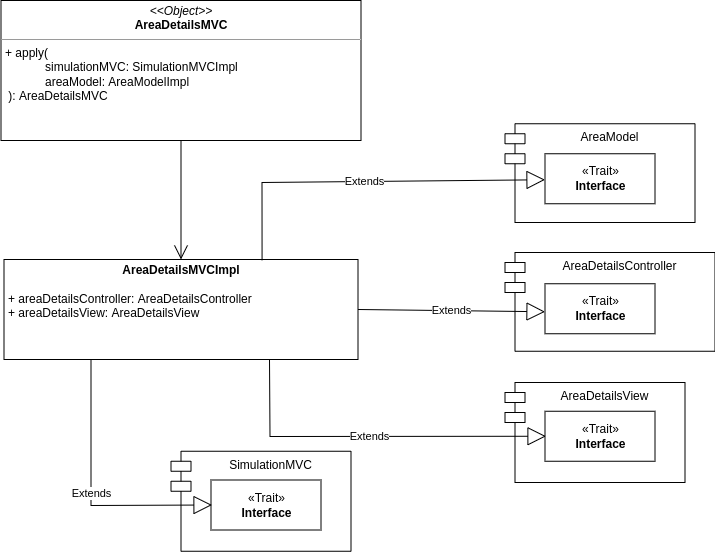 <<Object>>
AreaDetailsMVC
+ apply(
simulationMVC: SimulationMVCImpl
areaModel: AreaModelImpl
): AreaDetailsMVC
AreaModel
«Trait»
Interface
Extends
AreaDetailsMVCImpl
+ areaDetailsController: AreaDetailsController
+ areaDetailsView: AreaDetailsView
AreaDetailsController
«Trait»
Interface
Extends
AreaDetailsView
«Trait»
Interface
Extends
SimulationMVC
«Trait»
Interface
Extends